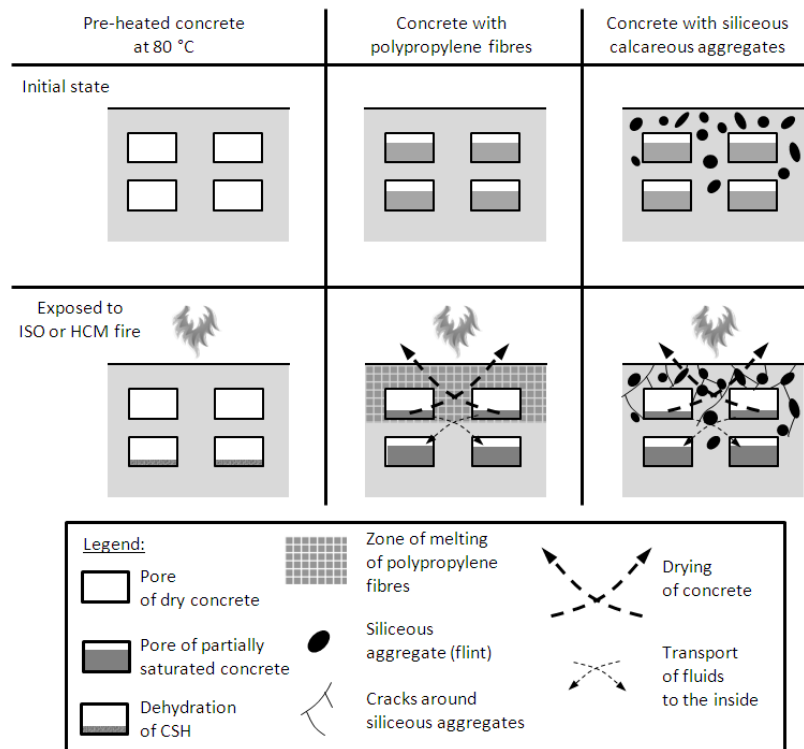 Pre-heated concrete
at 80 °C
Concrete with
polypropylene fibres
Concrete with siliceous
calcareous aggregates
Initial state
Exposed to
ISO or HCM fire
Legend:
Pore
of dry concrete
Pore of partially
saturated concrete
Dehydration
of CSH
Zone of melting
of polypropylene
fibres
Siliceous
aggregate (flint)
Cracks around
siliceous aggregates
Drying
of concrete
Transport
of fluids
to the inside